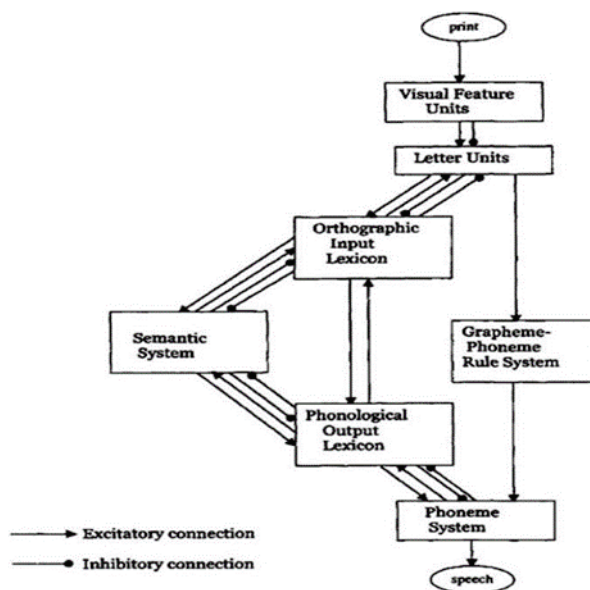 print
Visual Feature
Units
Letter Units
Orthographic
Input
Lexicon
Semantic
System
Grapheme-
Phoneme
Rule System
Phonological
Output
Lexicon
Phoneme
System
Excitatory connection
Inhibitory connection
speech